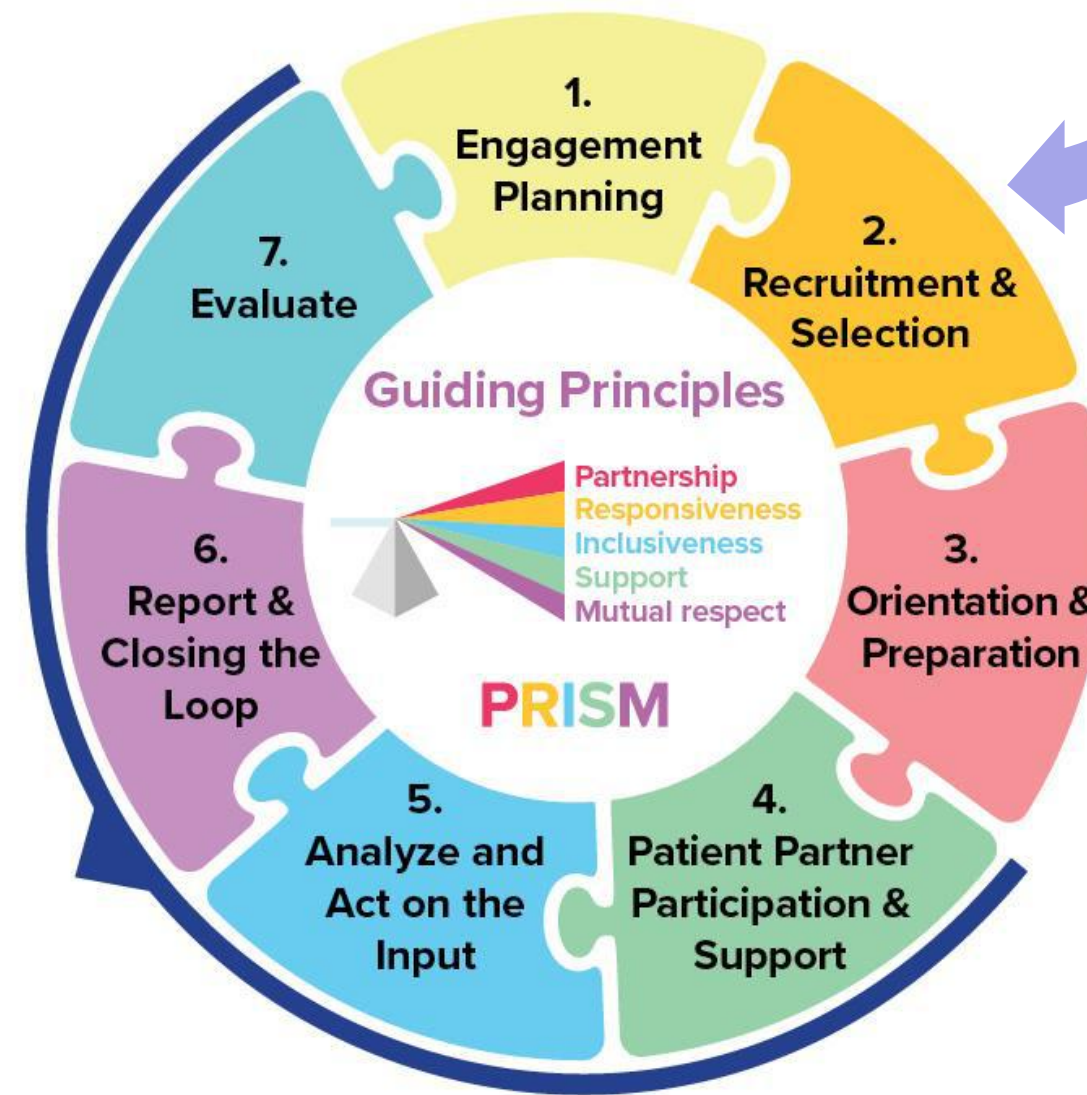 1.
Engagement
Planning
2.
Recruitment &
Selection
3.
Orientation &
Preparation
4.
Patient Partner
Participation &
Support
5.
Analyze and
Act on the
Input
6.
Report &
Closing the
Loop
7.
Evaluate
Guiding Principles
Partnership
Responsiveness
Inclusiveness
Support
Mutual respect
PRISM